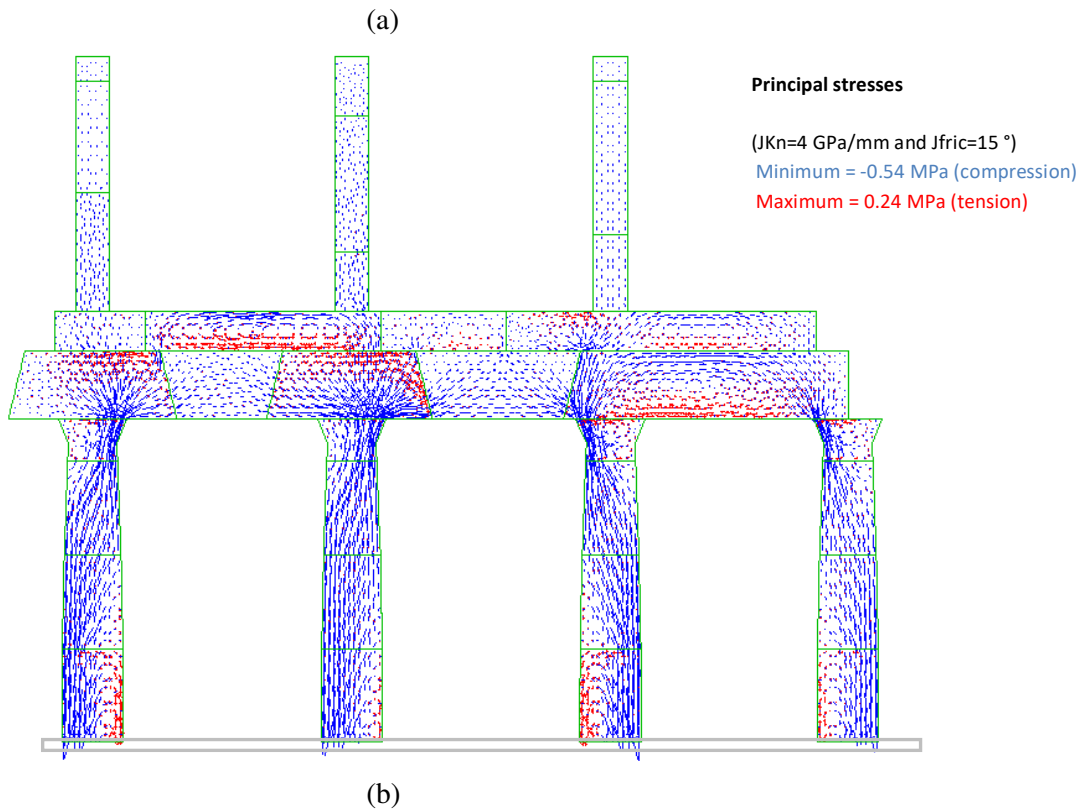 (a)
Principal stresses
(JKn=4 GPa/mm and Jfric=15 °)
Minimum = -0.54 MPa (compression)
Maximum = 0.24 MPa (tension)
(b)